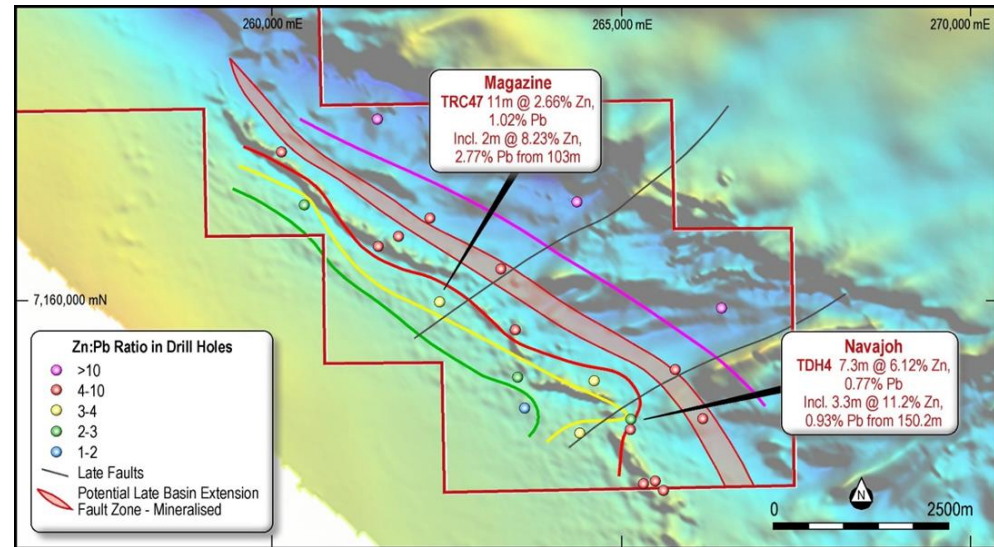 260,000 mE
265,000 mE
270,000 mE
Magazine
TRC47 11m @ 2.66% Zn,
1.02% Pb
Incl. 2m @ 8.23% Zn,
2.77% Pb from 103m
7,160,000 mN
Zn:Pb Ratio in Drill Holes
>10
4-10
3-4
2-3
1-2
Late Faults
Potential Late Basin Extension
Fault Zone - Mineralised
Navajoh
TDH4 7.3m @ 6.12% Zn,
0.77% Pb
Incl. 3.3m @ 11.2% Zn,
0.93% Pb from 150.2m
N
0
2500m